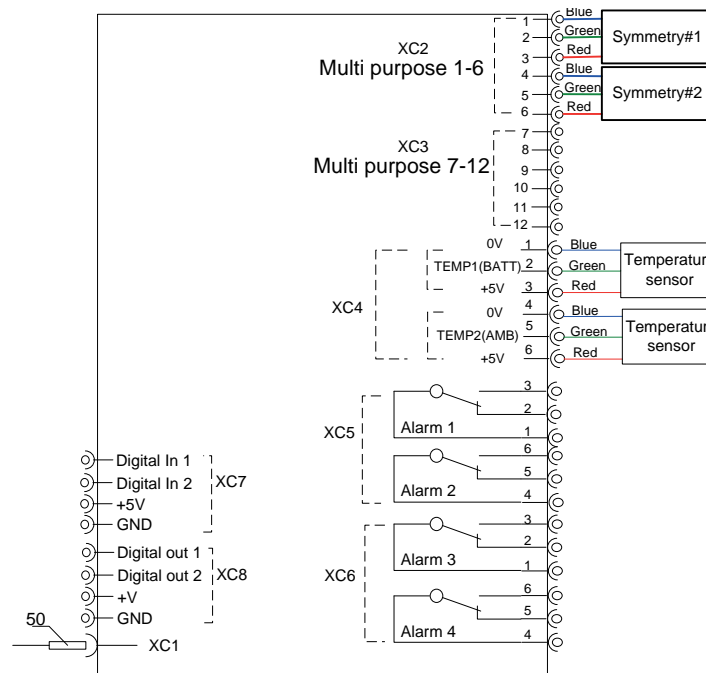 XC2
Multi purpose 1-6
1 Blue
2 Green
3 Red
Symmetry#1
4 Blue
5 Green
6 Red
Symmetry#2
XC3
Multi purpose 7-12
7
8
9
10
11
12
XC4
0V 1 Blue
TEMP1(BATT) 2 Green
+5V 3 Red
Temperatur
sensor
0V 4 Blue
TEMP2(AMB) 5 Green
+5V 6 Red
Temperatur
sensor
XC5
3
2
Alarm 1 1
6
5
Alarm 2 4
XC6
3
2
Alarm 3 1
6
5
Alarm 4 4
Digital In 1
Digital In 2
+5V
GND
XC7
Digital out 1
Digital out 2
+V
GND
XC8
50
XC1